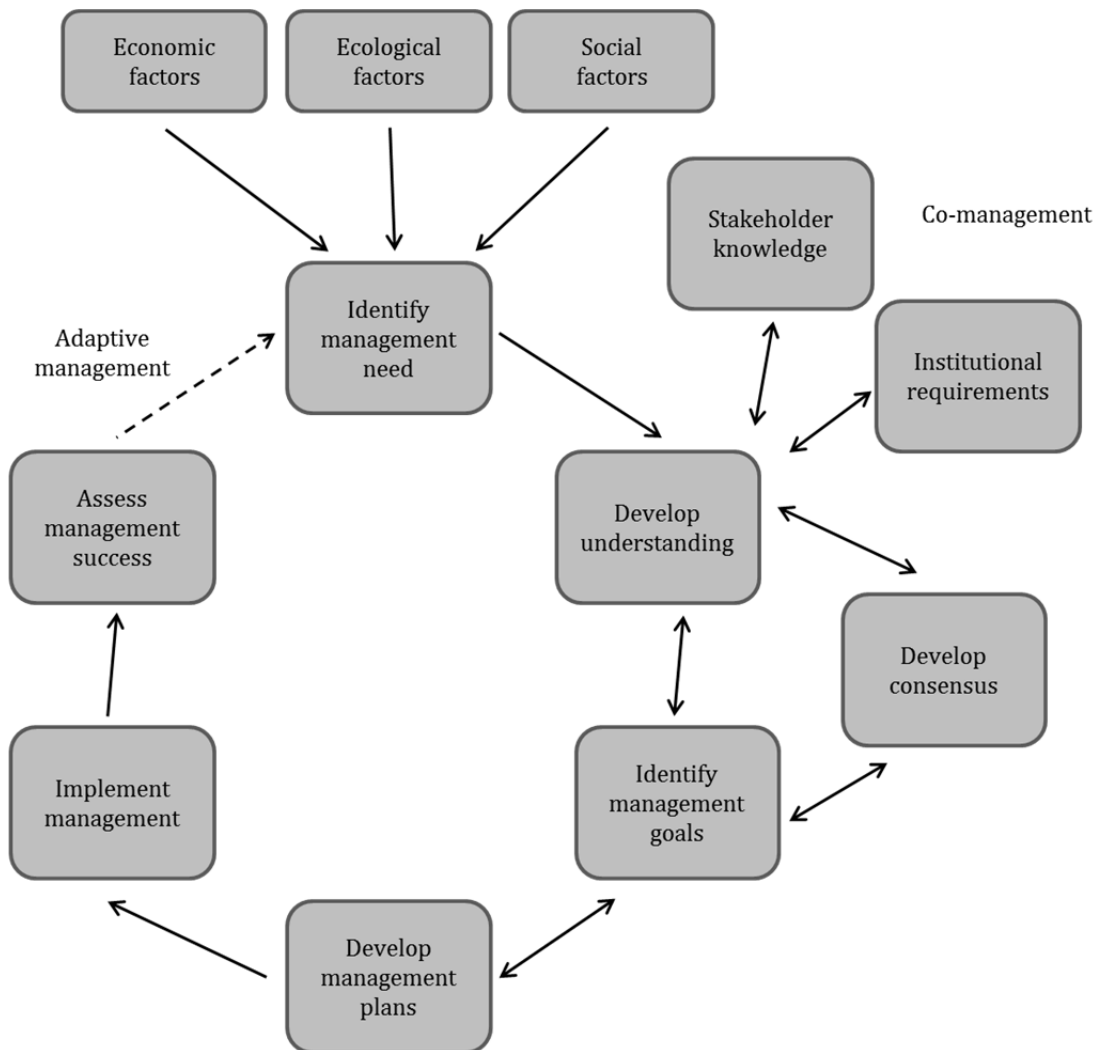 Economic
factors
Ecological
factors
Social
factors
Stakeholder
knowledge
Co-management
Identify
management
need
Adaptive
management
Institutional
requirements
Assess
management
success
Develop
understanding
Develop
consensus
Implement
management
Identify
management
goals
Develop
management
plans